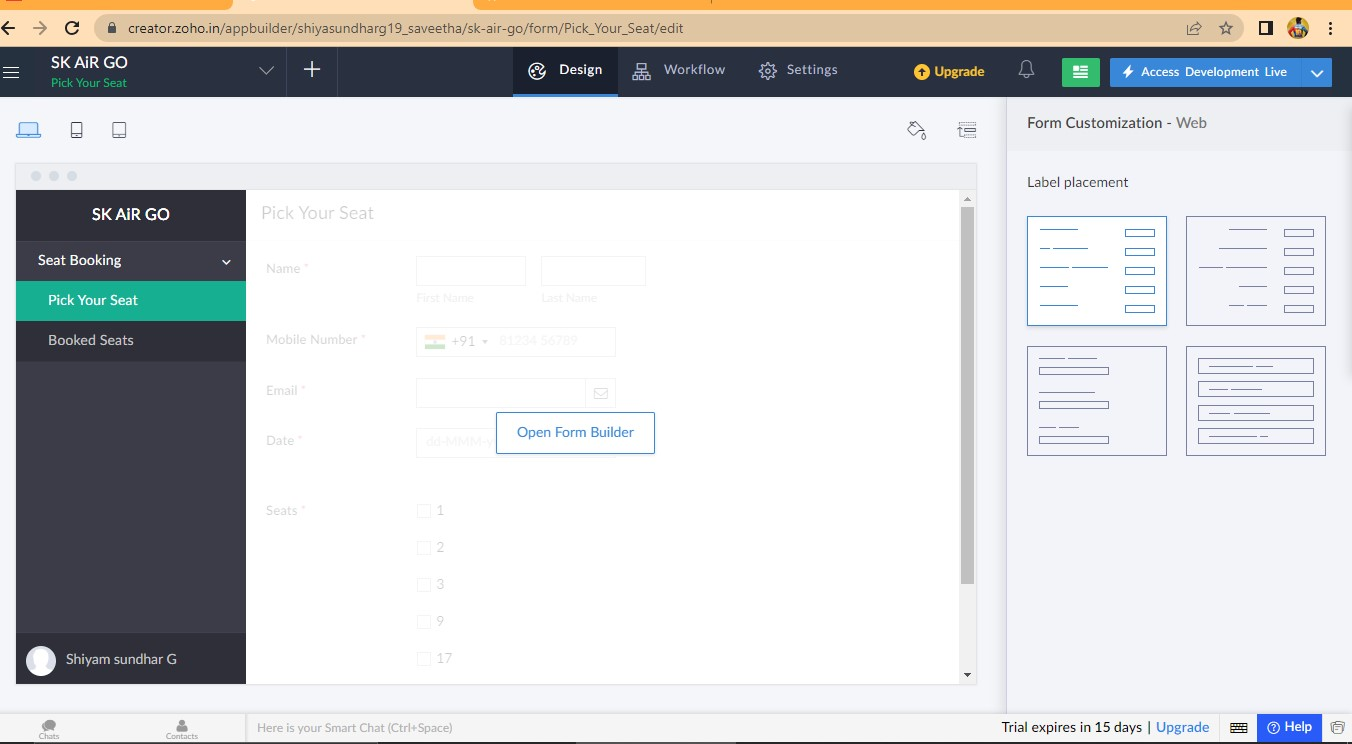 creator.zoho.in/appbuilder/shiyasundharg19_saveetha/sk-air-go/form/Pick_Your_Seat/edit
SK AiR GO
Pick Your Seat
Design
Workflow
Settings
Upgrade
Access Development Live
Form Customization - Web
Label placement
SK AiR GO
Seat Booking
Pick Your Seat
Booked Seats
Shiyam sundhar G
Pick Your Seat
Name *
First Name
Last Name
Mobile Number *
+91
81234 56789
Email *
Date *
dd-MMM-y
Open Form Builder
Seats *
1
2
3
9
17
Chats
Contacts
Here is your Smart Chat (Ctrl+Space)
Trial expires in 15 days | Upgrade
Help